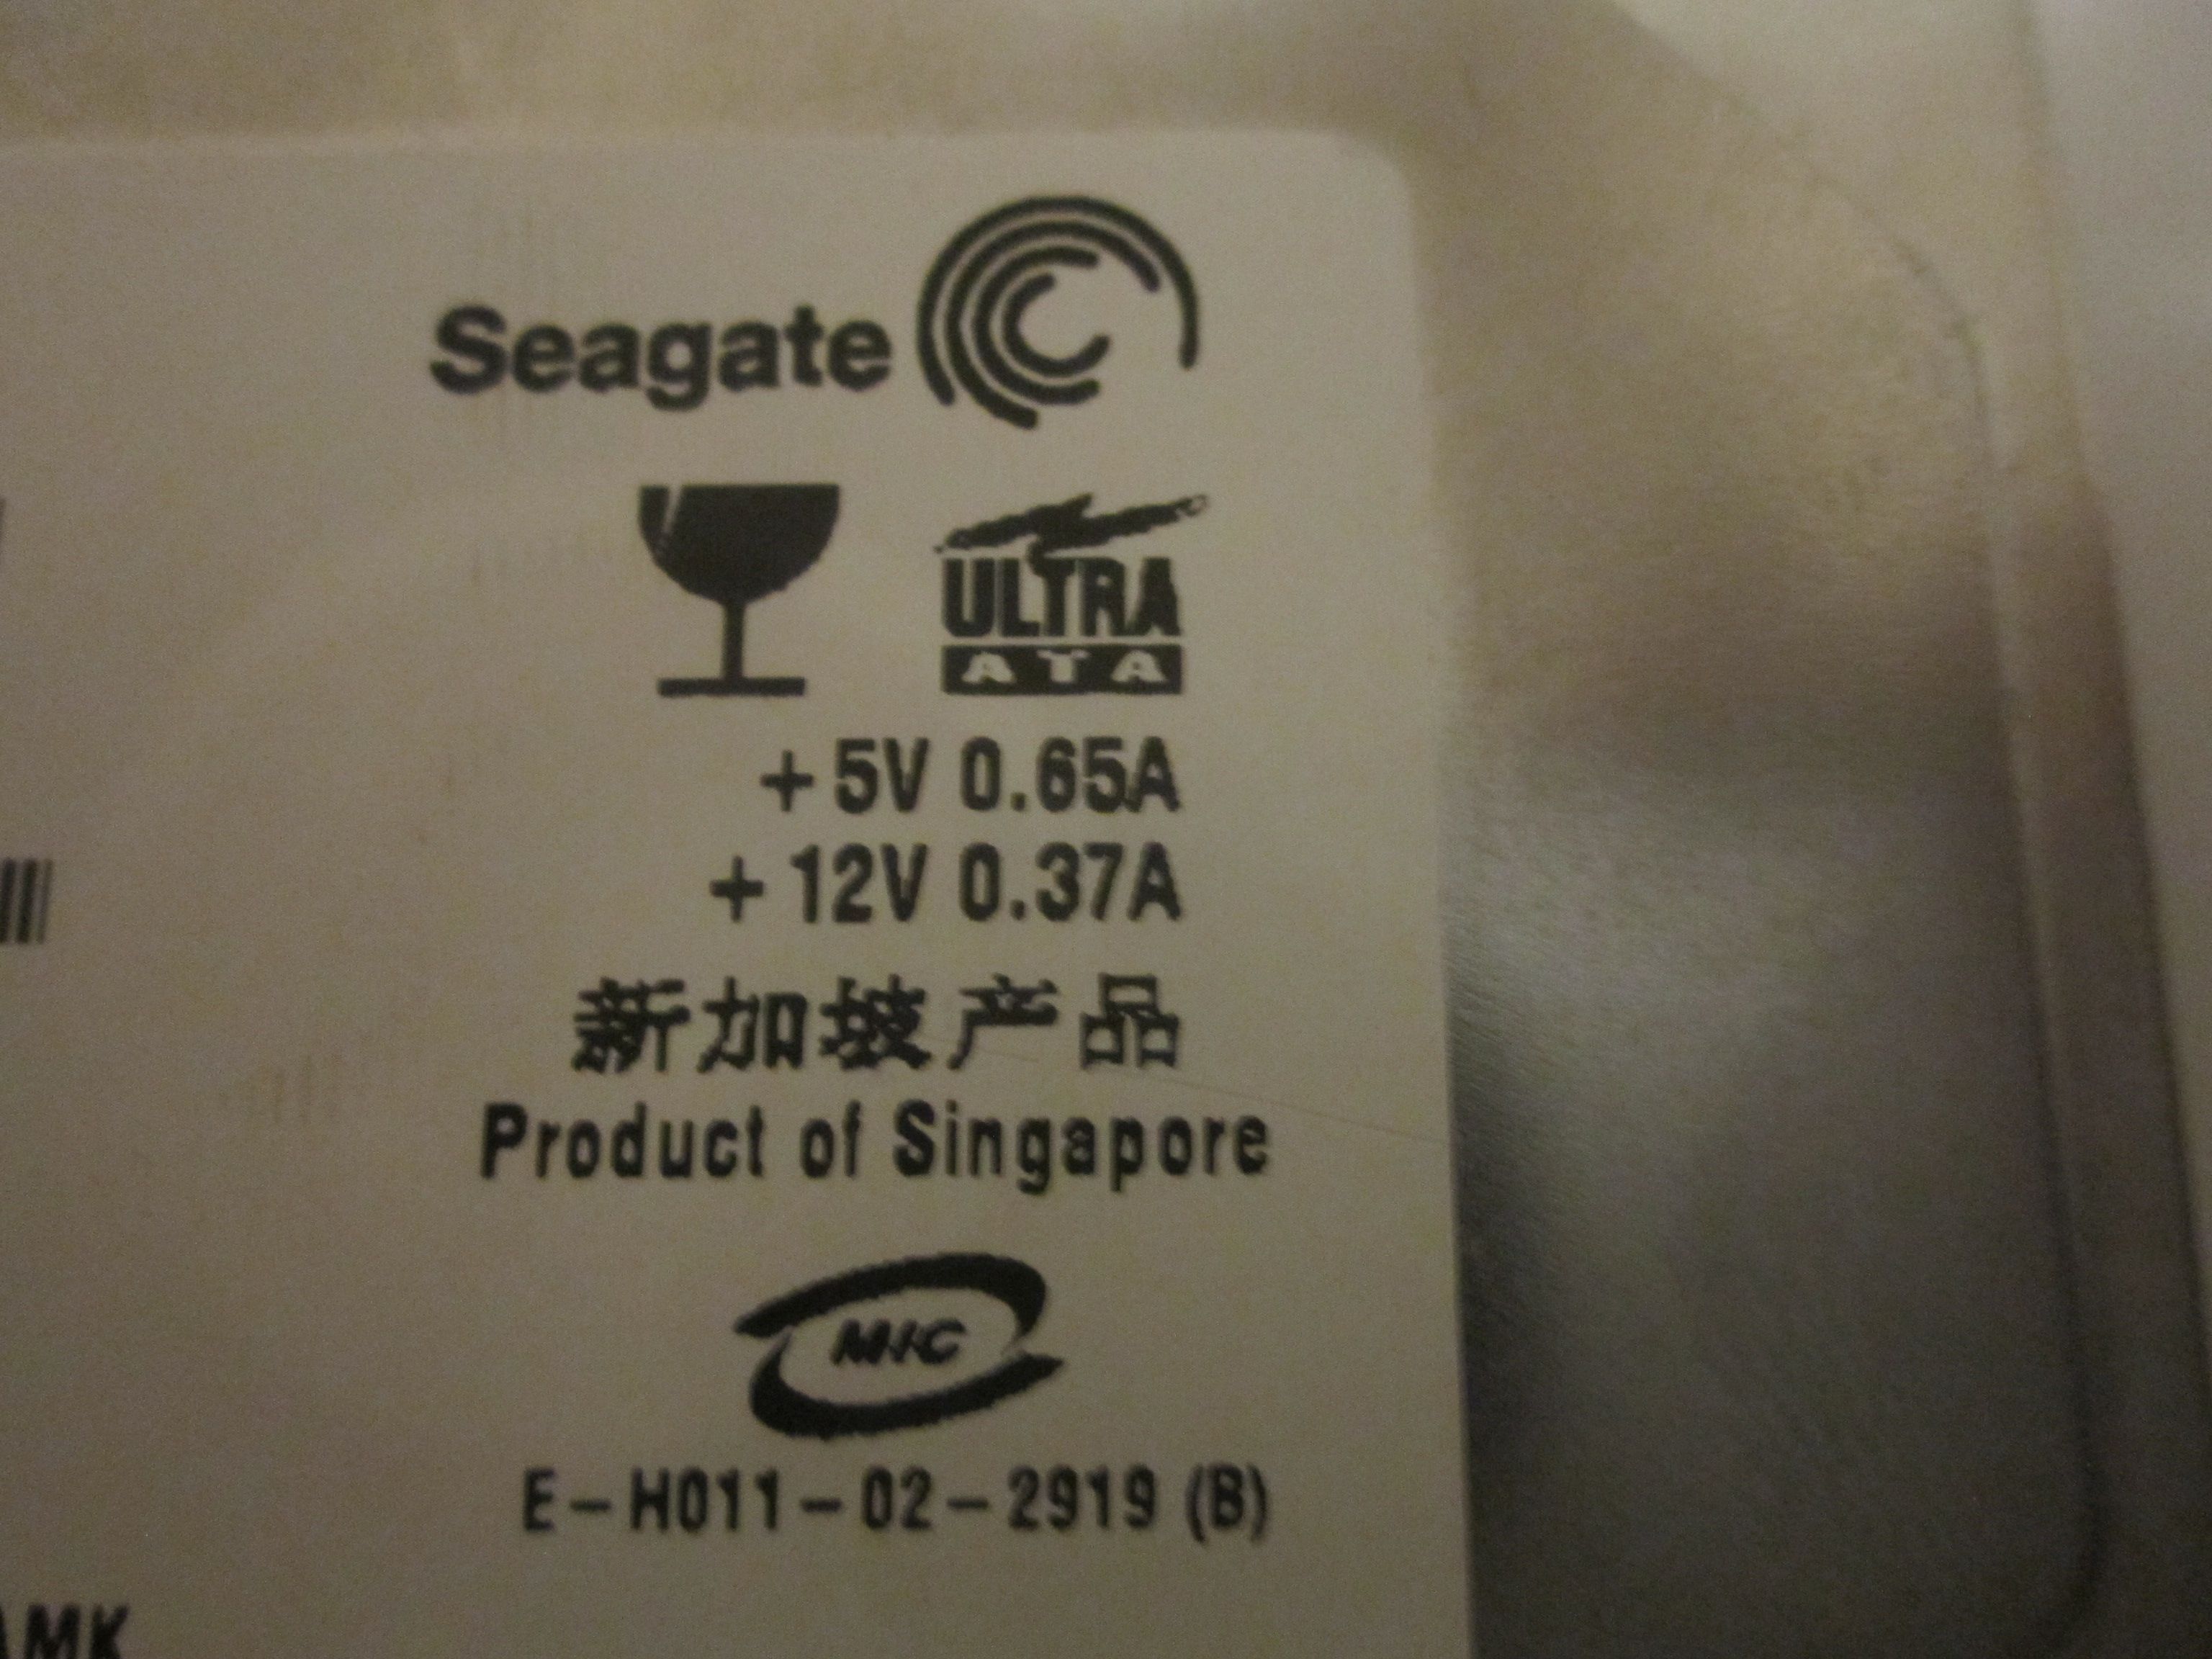 Seagate
ULTRA
ATA
+5V 0.65A
+12V 0.37A
新加坡产品
Product of Singapore
MIC
E-H011-02-2919 (B)
AMK